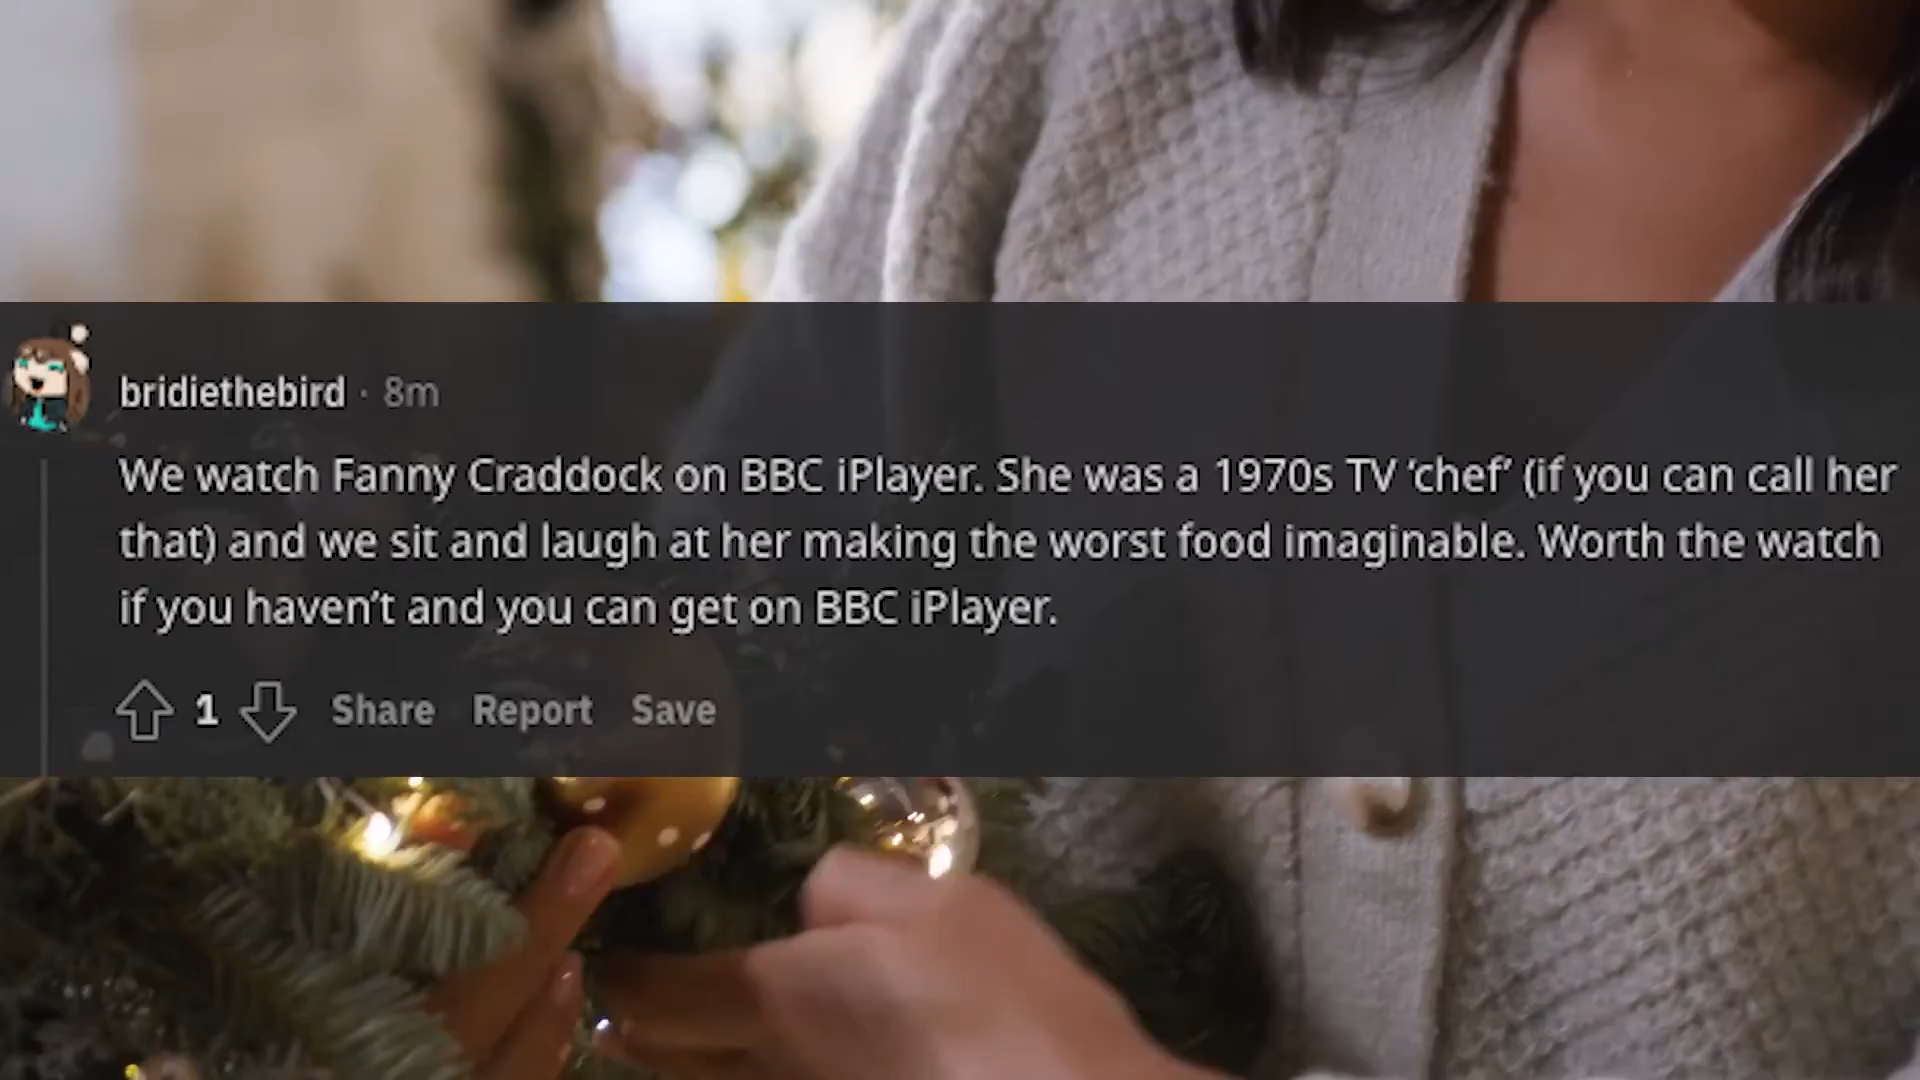 bridiethebird · 8m
We watch Fanny Craddock on BBC iPlayer. She was a 1970s TV ‘chef’ (if you can call her
that) and we sit and laugh at her making the worst food imaginable. Worth the watch
if you haven’t and you can get on BBC iPlayer.
1 Share Report Save